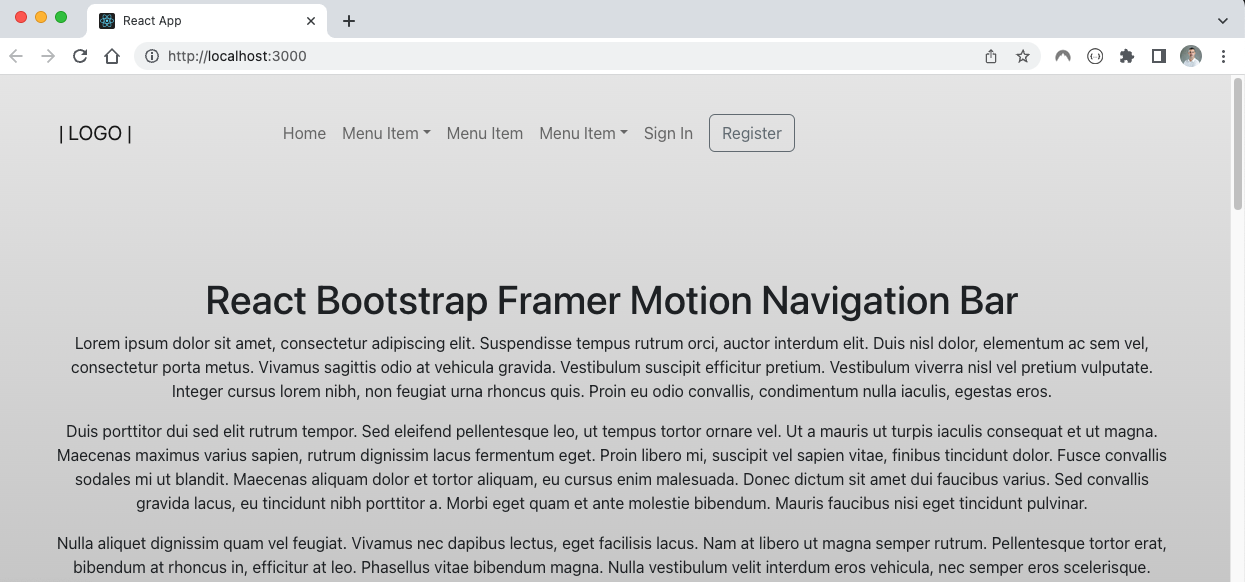 React App
http://localhost:3000
| LOGO |
Home Menu Item Menu Item Menu Item Sign In Register
React Bootstrap Framer Motion Navigation Bar
Lorem ipsum dolor sit amet, consectetur adipiscing elit. Suspendisse tempus rutrum orci, auctor interdum elit. Duis nisl dolor, elementum ac sem vel,
consectetur porta metus. Vivamus sagittis odio at vehicula gravida. Vestibulum suscipit efficitur pretium. Vestibulum viverra nisl vel pretium vulputate.
Integer cursus lorem nibh, non feugiat urna rhoncus quis. Proin eu odio convallis, condimentum nulla iaculis, egestas eros.
Duis porttitor dui sed elit rutrum tempor. Sed eleifend pellentesque leo, ut tempus tortor ornare vel. Ut a mauris ut turpis iaculis consequat et ut magna.
Maecenas maximus varius sapien, rutrum dignissim lacus fermentum eget. Proin libero mi, suscipit vel sapien vitae, finibus tincidunt dolor. Fusce convallis
sodales mi ut blandit. Maecenas aliquam dolor et tortor aliquam, eu cursus enim malesuada. Donec dictum sit amet dui faucibus varius. Sed convallis
gravida lacus, eu tincidunt nibh porttitor a. Morbi eget quam et ante molestie bibendum. Mauris faucibus nisi eget tincidunt pulvinar.
Nulla aliquet dignissim quam vel feugiat. Vivamus nec dapibus lectus, eget facilisis lacus. Nam at libero ut magna semper rutrum. Pellentesque tortor erat,
bibendum at rhoncus in, efficitur at leo. Phasellus vitae bibendum magna. Nulla vestibulum velit interdum eros vehicula, nec semper eros scelerisque.